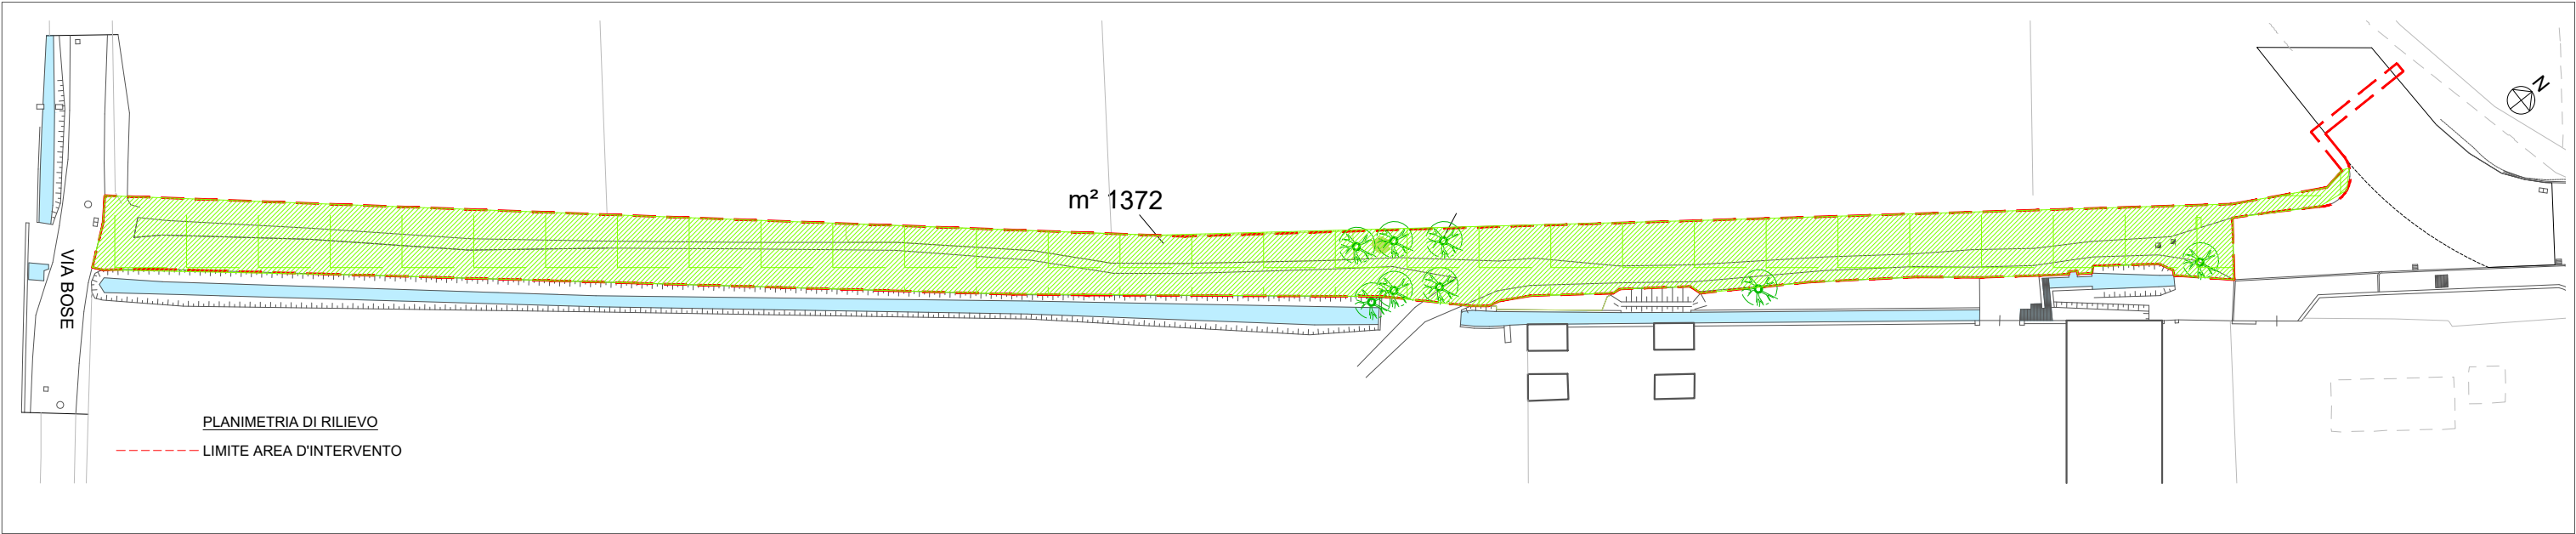 N
m² 1372
VIA BOSE
PLANIMETRIA DI RILIEVO
LIMITE AREA D'INTERVENTO